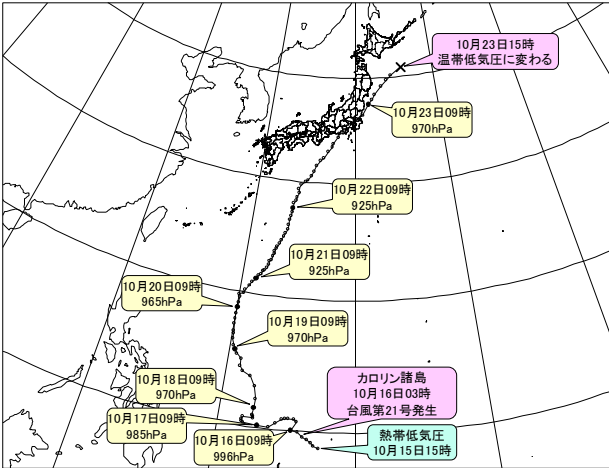 10月23日15時
温帯低気圧に変わる
10月23日09時
970hPa
10月22日09時
925hPa
10月21日09時
925hPa
10月20日09時
965hPa
10月19日09時
970hPa
10月18日09時
970hPa
カロリン諸島
10月16日03時
台風第21号発生
10月17日09時
985hPa
10月16日09時
996hPa
熱帯低気圧
10月15日15時